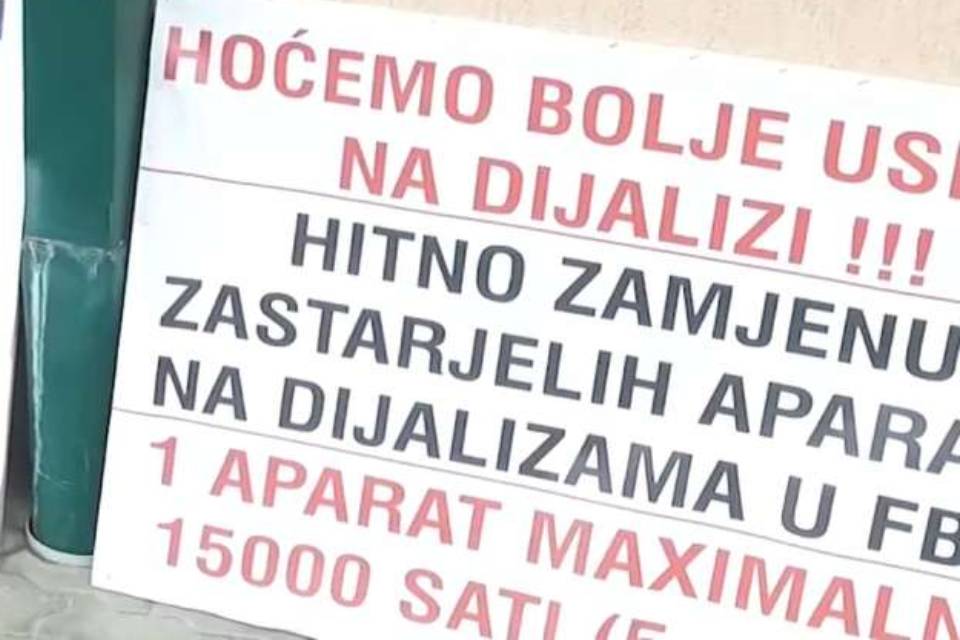 HOĆEMO BOLJE
NA DIJALIZI !!!
HITNO ZAMJENU
ZASTARJELIH
NA DIJALIZAMA U
1 APARAT
15000 SATI